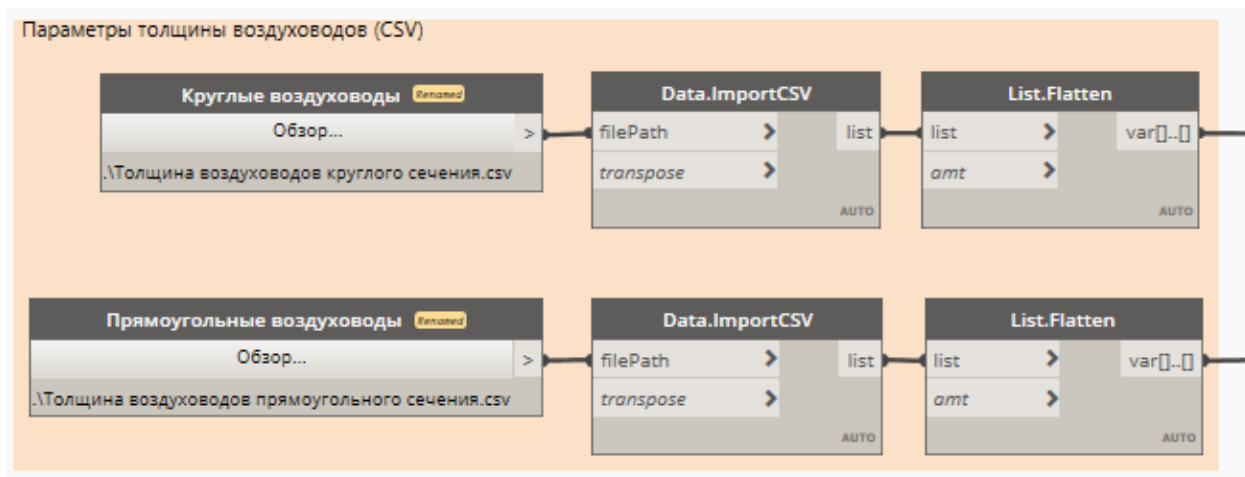 Параметры толщины воздуховодов (CSV)
Круглые воздуховоды Renamed
Обзор... >
.\Толщина воздуховодов круглого сечения.csv
Data.ImportCSV
filePath > list
transpose >
AUTO
List.Flatten
list > var[]..[]
amt >
AUTO
Прямоугольные воздуховоды Renamed
Обзор... >
.\Толщина воздуховодов прямоугольного сечения.csv
Data.ImportCSV
filePath > list
transpose >
AUTO
List.Flatten
list > var[]..[]
amt >
AUTO